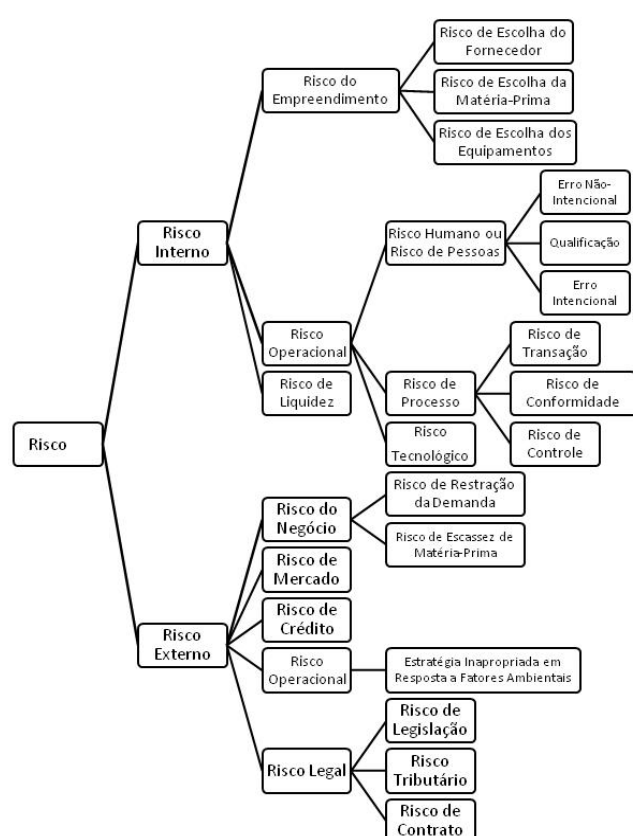 Risco de Escolha do
Fornecedor
Risco do
Empreendimento
Risco de Escolha da
Matéria-Prima
Risco de Escolha dos
Equipamentos
Risco
Interno
Risco Humano ou
Risco de Pessoas
Erro Não-
Intencional
Qualificação
Erro
Intencional
Risco
Operacional
Risco de
Liquidez
Risco de
Processo
Risco de
Transação
Risco de
Conformidade
Risco de
Controle
Risco
Tecnológico
Risco
Risco do
Negócio
Risco de Restração
da Demanda
Risco de Escassez de
Matéria-Prima
Risco de
Mercado
Risco de
Crédito
Risco
Externo
Risco
Operacional
Estratégia Inapropriada em
Resposta a Fatores Ambientais
Risco Legal
Risco de
Legislação
Risco
Tributário
Risco de
Contrato